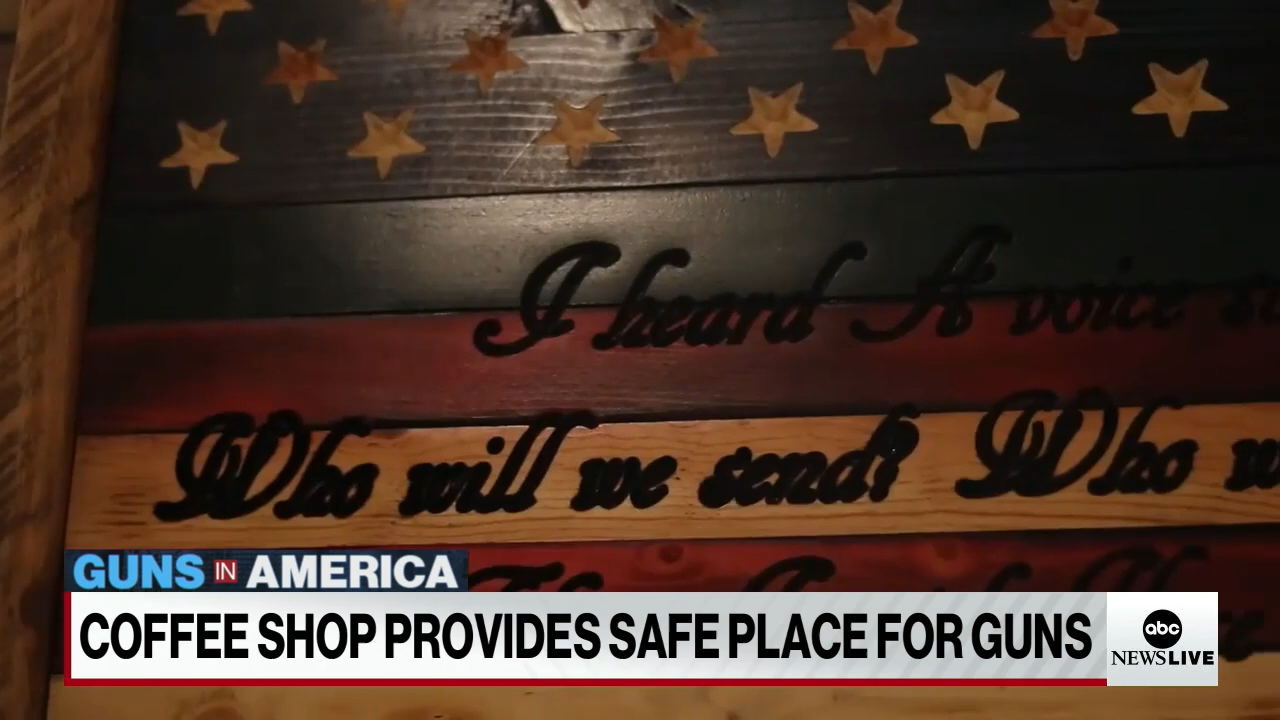 I heard A voice
Who will we send? Who
GUNS IN AMERICA
COFFEE SHOP PROVIDES SAFE PLACE FOR GUNS
abc
NEWS LIVE